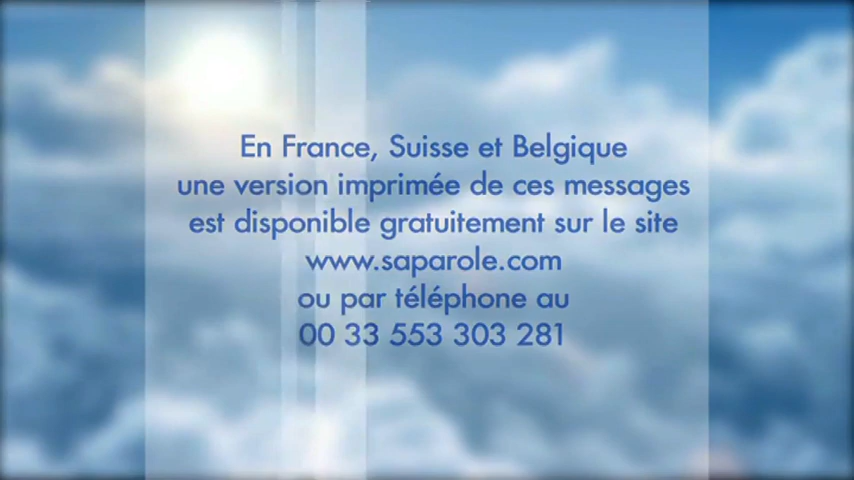 En France, Suisse et Belgique
une version imprimée de ces messages
est disponible gratuitement sur le site
www.saparole.com
ou par téléphone au
00 33 553 303 281